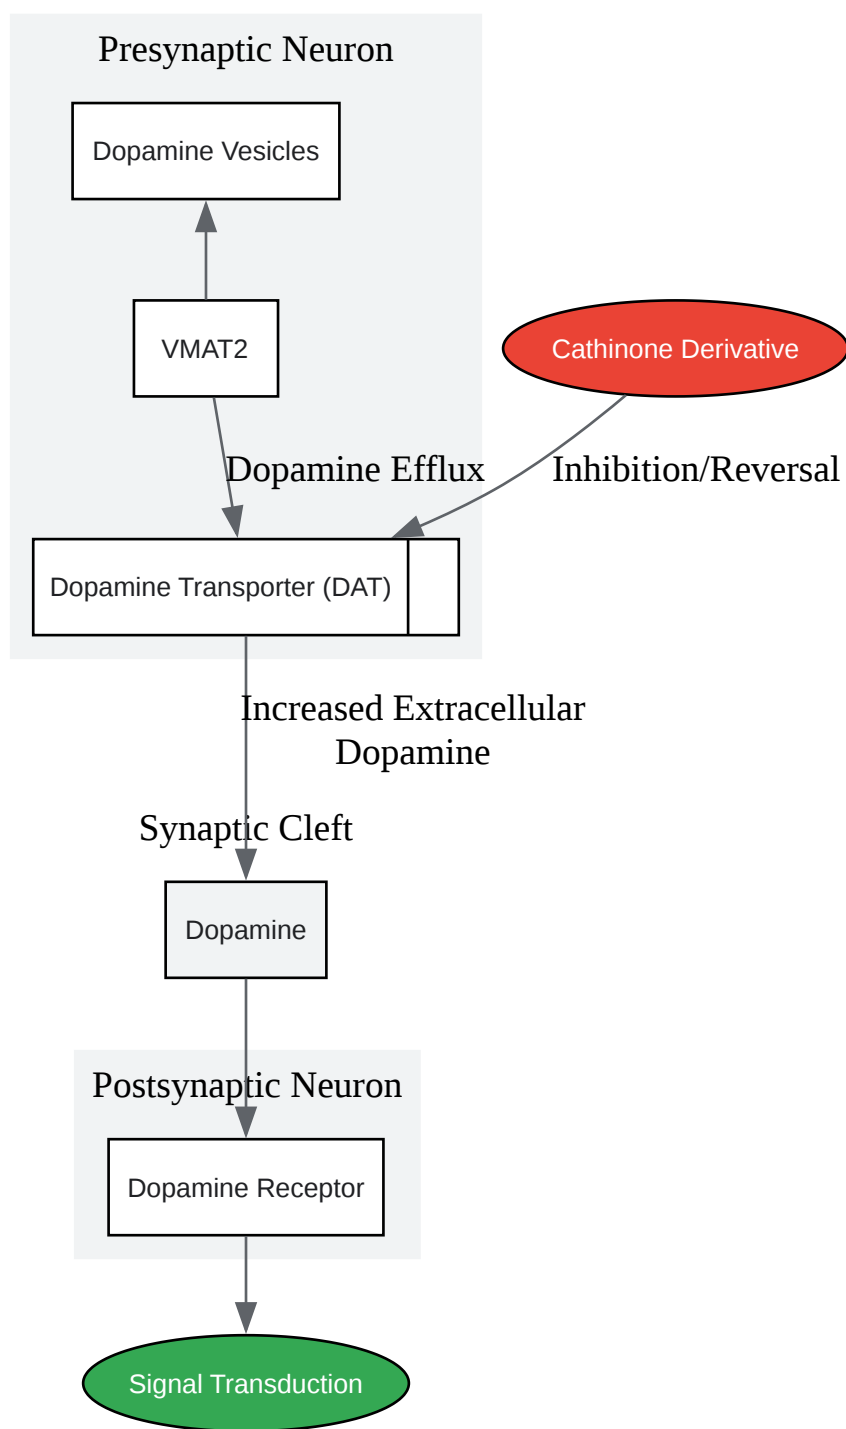 Presynaptic Neuron
Dopamine Vesicles
VMAT2
Cathinone Derivative
Dopamine Efflux
Inhibition/Reversal
Dopamine Transporter (DAT)
Increased Extracellular
Dopamine
Synaptic Cleft
Dopamine
Postsynaptic Neuron
Dopamine Receptor
Signal Transduction